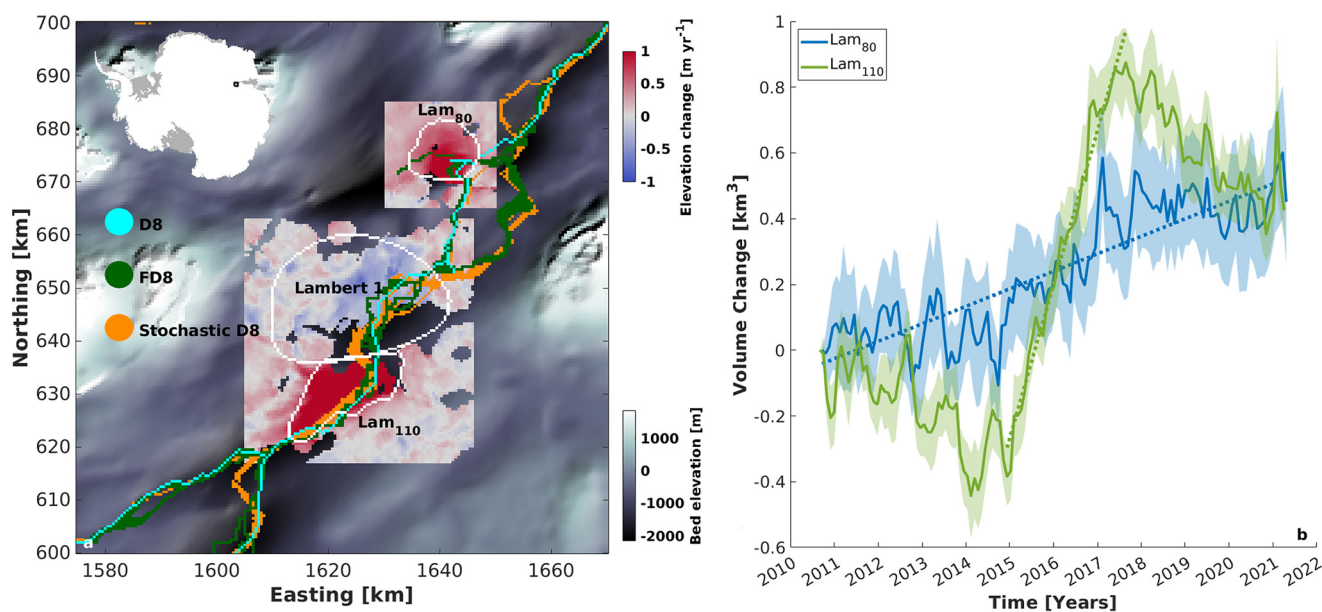 700
690
680
670
660
650
640
630
620
610
600
Northing [km]
1580
1600
1620
1640
1660
Easting [km]
D8
FD8
Stochastic D8
Lam80
Lambert 1
Lam110
a
1
0.5
0
-0.5
-1
Elevation change [m yr-1]
1000
0
-1000
-2000
Bed elevation [m]
Lam80
Lam110
1
0.8
0.6
0.4
0.2
0
-0.2
-0.4
-0.6
Volume Change [km3]
b
2010
2011
2012
2013
2014
2015
2016
2017
2018
2019
2020
2021
2022
Time [Years]